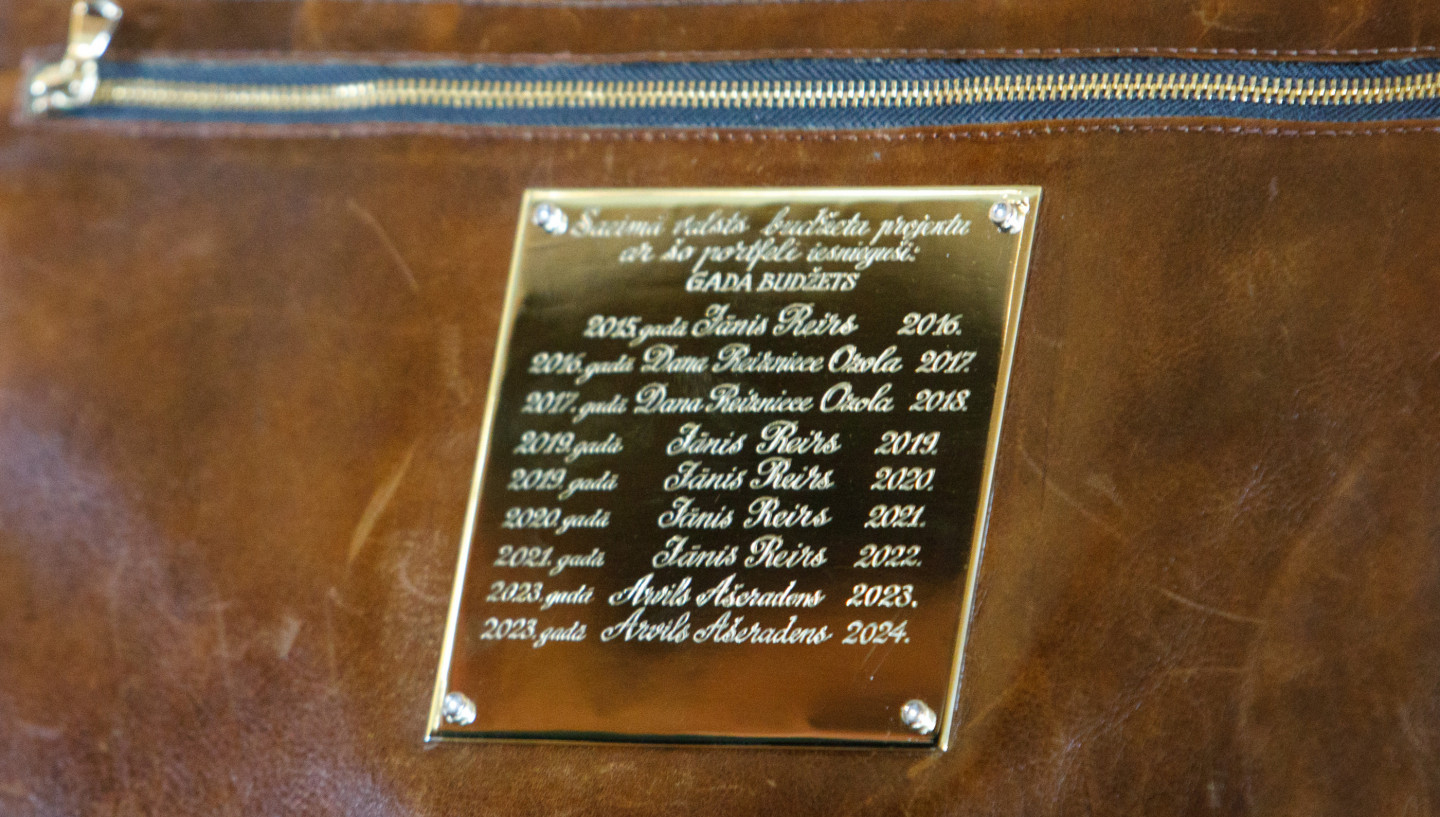 Saeimā valsts budžeta projektu
ar šo portfeli iesnieguši:
GADA BUDŽETS
2015. gadā Jānis Reirs 2016.
2016. gadā Dana Reizniece Ozola 2017.
2017. gadā Dana Reizniece Ozola 2018.
2019. gadā Jānis Reirs 2019.
2019. gadā Jānis Reirs 2020.
2020. gadā Jānis Reirs 2021.
2021. gadā Jānis Reirs 2022.
2023. gadā Arvils Ašeradens 2023.
2023. gadā Arvils Ašeradens 2024.